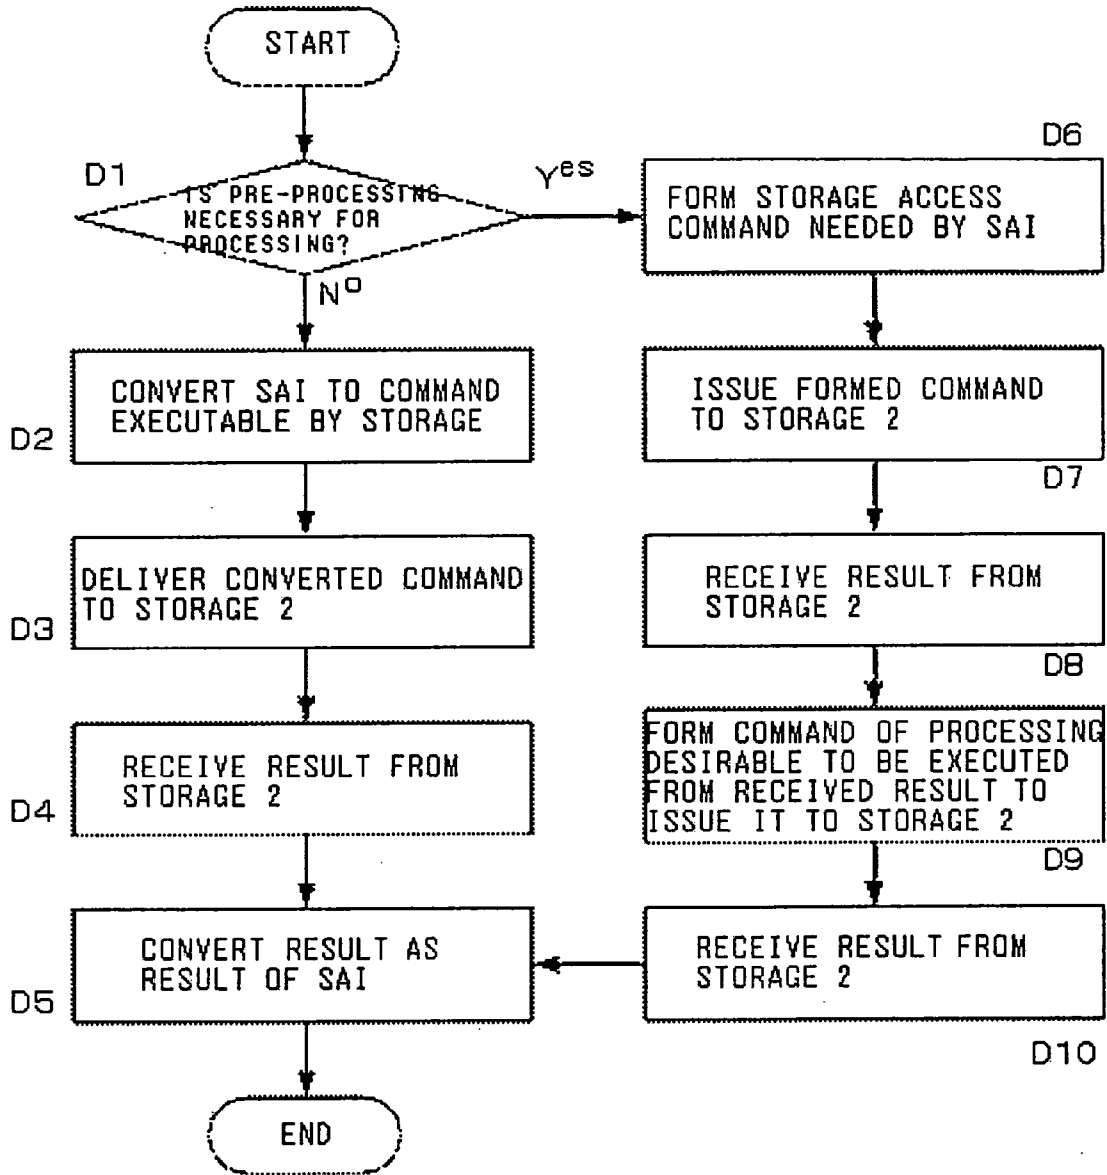 START
D1
IS PRE-PROCESSING
NECESSARY FOR
PROCESSING?
Yes
No
D6
FORM STORAGE ACCESS
COMMAND NEEDED BY SAI
CONVERT SAI TO COMMAND
EXECUTABLE BY STORAGE
D2
ISSUE FORMED COMMAND
TO STORAGE 2
D7
DELIVER CONVERTED COMMAND
TO STORAGE 2
D3
RECEIVE RESULT FROM
STORAGE 2
D8
RECEIVE RESULT FROM
STORAGE 2
D4
FORM COMMAND OF PROCESSING
DESIRABLE TO BE EXECUTED
FROM RECEIVED RESULT TO
ISSUE IT TO STORAGE 2
D9
CONVERT RESULT AS
RESULT OF SAI
D5
RECEIVE RESULT FROM
STORAGE 2
D10
END